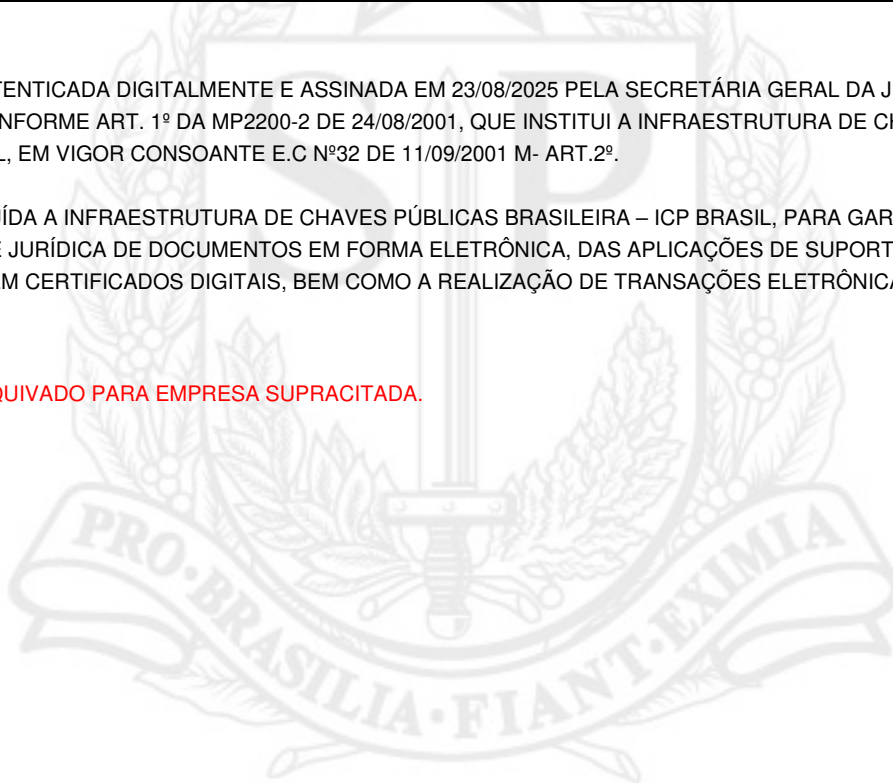 TENTICADA DIGITALMENTE E ASSINADA EM 23/08/2025 PELA SECRETÁRIA GERAL DA J
NFORME ART. 1º DA MP2200-2 DE 24/08/2001, QUE INSTITUI A INFRAESTRUTURA DE CH
L, EM VIGOR CONSOANTE E.C Nº32 DE 11/09/2001 M- ART.2º.
UÍDA A INFRAESTRUTURA DE CHAVES PÚBLICAS BRASILEIRA – ICP BRASIL, PARA GAR
E JURÍDICA DE DOCUMENTOS EM FORMA ELETRÔNICA, DAS APLICAÇÕES DE SUPORT
EM CERTIFICADOS DIGITAIS, BEM COMO A REALIZAÇÃO DE TRANSAÇÕES ELETRÔNICA
QUIVADO PARA EMPRESA SUPRACITADA.
SP
PRO·BRASILIA·FIANT·EXIMIA